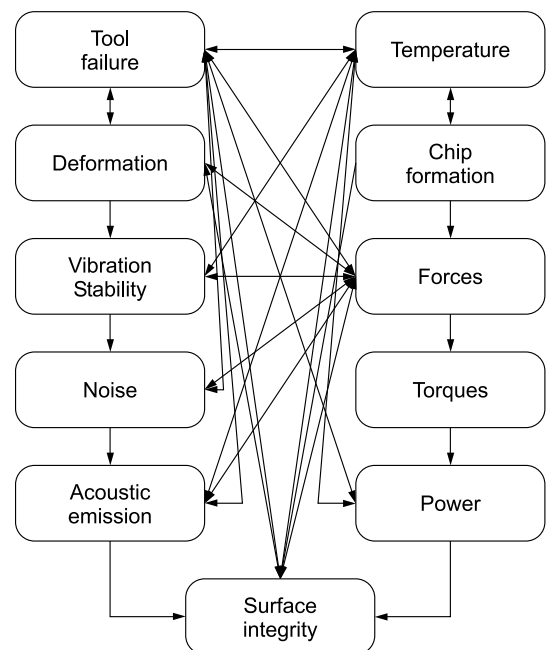 Tool
failure
Temperature
Deformation
Chip
formation
Vibration
Stability
Forces
Noise
Torques
Acoustic
emission
Power
Surface
integrity